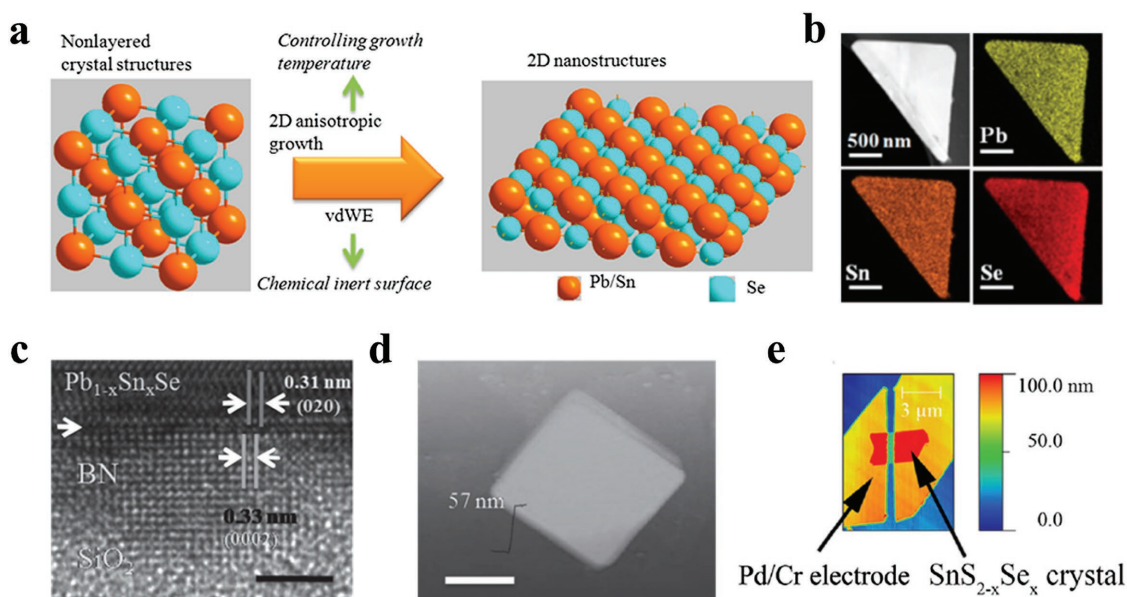 a
Nonlayered
crystal structures
Controlling growth
temperature
2D anisotropic
growth
vdWE
Chemical inert surface
2D nanostructures
Pb/Sn
Se
b
500 nm
Pb
Sn
Se
c
Pb₁₋ₓSnₓSe
0.31 nm
(020)
BN
0.33 nm
(0002)
SiO₂
d
57 nm
e
3 µm
100.0 nm
50.0
0.0
Pd/Cr electrode
SnS₂₋ₓSeₓ crystal